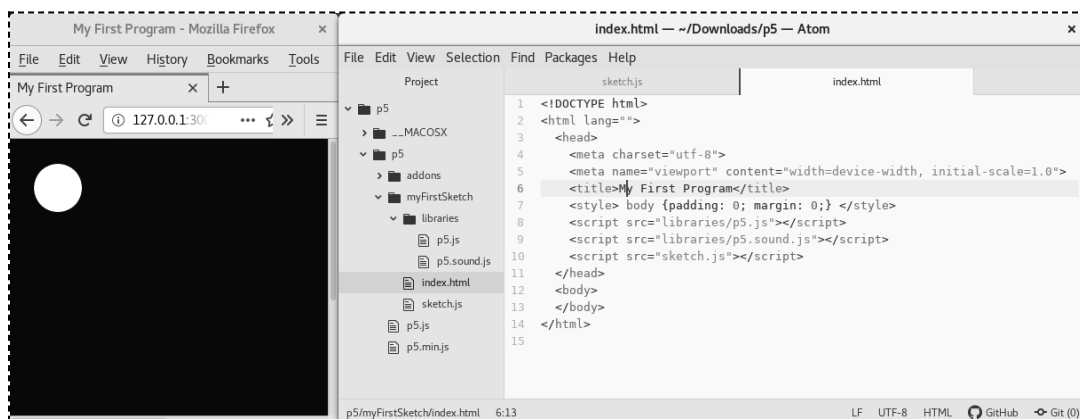 My First Program - Mozilla Firefox ×
File Edit View History Bookmarks Tools
My First Program × +
127.0.0.1:300
index.html — ~/Downloads/p5 — Atom ×
File Edit View Selection Find Packages Help
Project
p5
__MACOSX
p5
addons
myFirstSketch
libraries
p5.js
p5.sound.js
index.html
sketch.js
p5.js
p5.min.js
sketch.js index.html
1 <!DOCTYPE html>
2 <html lang="">
3 <head>
4 <meta charset="utf-8">
5 <meta name="viewport" content="width=device-width, initial-scale=1.0">
6 <title>My First Program</title>
7 <style> body {padding: 0; margin: 0;} </style>
8 <script src="libraries/p5.js"></script>
9 <script src="libraries/p5.sound.js"></script>
10 <script src="sketch.js"></script>
11 </head>
12 <body>
13 </body>
14 </html>
15
p5/myFirstSketch/index.html 6:13 LF UTF-8 HTML GitHub Git (0)